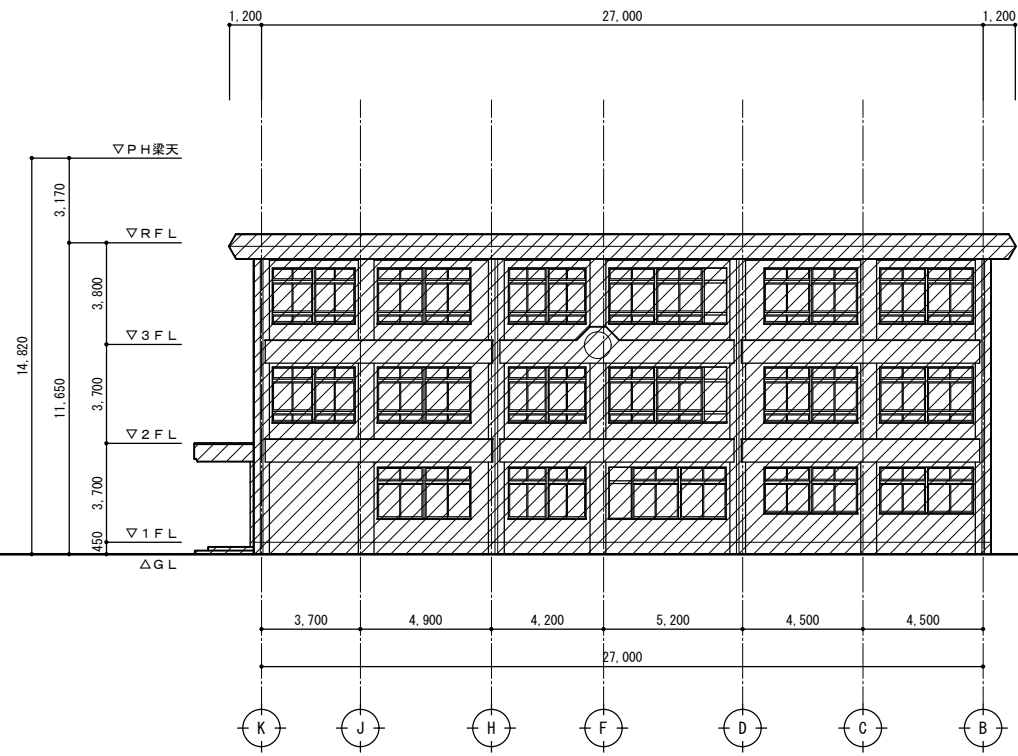 1,200
27,000
1,200
▽PH梁天
3,170
▽RFL
3,800
▽3FL
14,820
11,650
3,700
▽2FL
3,700
▽1FL
450
△GL
3,700
4,900
4,200
5,200
4,500
4,500
27,000
K
J
H
F
D
C
B